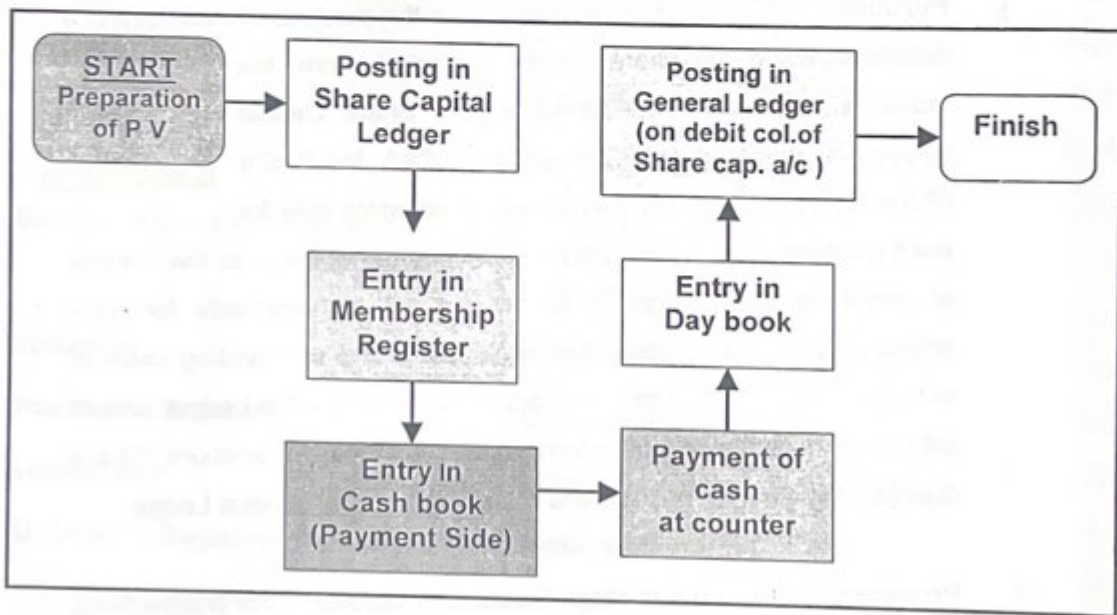 START
Preparation
of P V
Posting in
Share Capital
Ledger
Entry in
Membership
Register
Entry In
Cash book
(Payment Side)
Payment of
cash
at counter
Entry in
Day book
Posting in
General Ledger
(on debit col.of
Share cap. a/c )
Finish